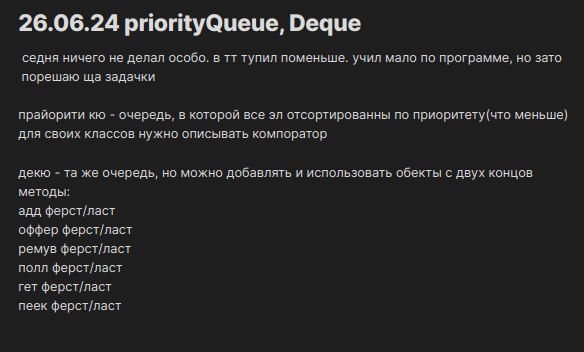 26.06.24 priorityQueue, Deque
седня ничего не делал особо. в тт тупил поменьше. учил мало по программе, но зато
порешаю ща задачки
прайорити кю - очередь, в которой все эл отсортированны по приоритету(что меньше)
для своих классов нужно описывать компоратор
декю - та же очередь, но можно добавлять и использовать обекты с двух концов
методы:
адд ферст/ласт
оффер ферст/ласт
ремув ферст/ласт
полл ферст/ласт
гет ферст/ласт
пеек ферст/ласт